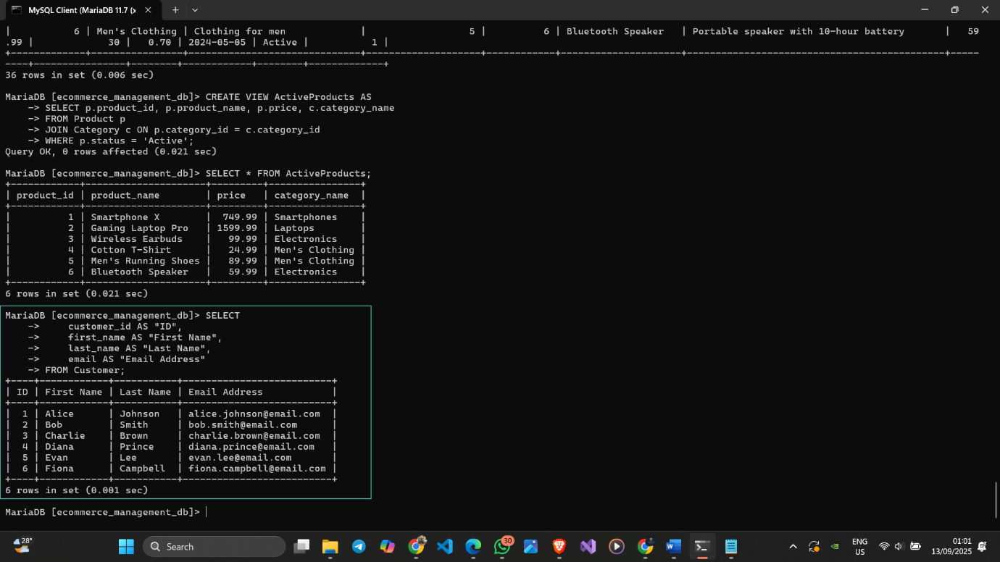 MySQL Client (MariaDB 11.7 (x
|           6 | Men's Clothing | Clothing for men             |                  5 |          6 | Bluetooth Speaker   | Portable speaker with 10-hour battery       |    59
.99 |             30 |   0.70 | 2024-05-05 | Active |           1 |
+-------------+----------------+------------------------------+--------------------+------------+---------------------+---------------------------------------------+-----
----+----------------+--------+------------+--------+-------------+
36 rows in set (0.006 sec)
MariaDB [ecommerce_management_db]> CREATE VIEW ActiveProducts AS
    -> SELECT p.product_id, p.product_name, p.price, c.category_name
    -> FROM Product p
    -> JOIN Category c ON p.category_id = c.category_id
    -> WHERE p.status = 'Active';
Query OK, 0 rows affected (0.021 sec)
MariaDB [ecommerce_management_db]> SELECT * FROM ActiveProducts;
+------------+---------------------+---------+----------------+
| product_id | product_name        | price   | category_name  |
+------------+---------------------+---------+----------------+
|          1 | Smartphone X        |  749.99 | Smartphones    |
|          2 | Gaming Laptop Pro   | 1599.99 | Laptops        |
|          3 | Wireless Earbuds    |   99.99 | Electronics    |
|          4 | Cotton T-Shirt      |   24.99 | Men's Clothing |
|          5 | Men's Running Shoes |   89.99 | Men's Clothing |
|          6 | Bluetooth Speaker   |   59.99 | Electronics    |
+------------+---------------------+---------+----------------+
6 rows in set (0.021 sec)
MariaDB [ecommerce_management_db]> SELECT
    ->     customer_id AS "ID",
    ->     first_name AS "First Name",
    ->     last_name AS "Last Name",
    ->     email AS "Email Address"
    -> FROM Customer;
+----+------------+-----------+--------------------------+
| ID | First Name | Last Name | Email Address            |
+----+------------+-----------+--------------------------+
|  1 | Alice      | Johnson   | alice.johnson@email.com  |
|  2 | Bob        | Smith     | bob.smith@email.com      |
|  3 | Charlie    | Brown     | charlie.brown@email.com  |
|  4 | Diana      | Prince    | diana.prince@email.com   |
|  5 | Evan       | Lee       | evan.lee@email.com       |
|  6 | Fiona      | Campbell  | fiona.campbell@email.com |
+----+------------+-----------+--------------------------+
6 rows in set (0.001 sec)
MariaDB [ecommerce_management_db]>
28°
Search
30
ENG
US
01:01
13/09/2025